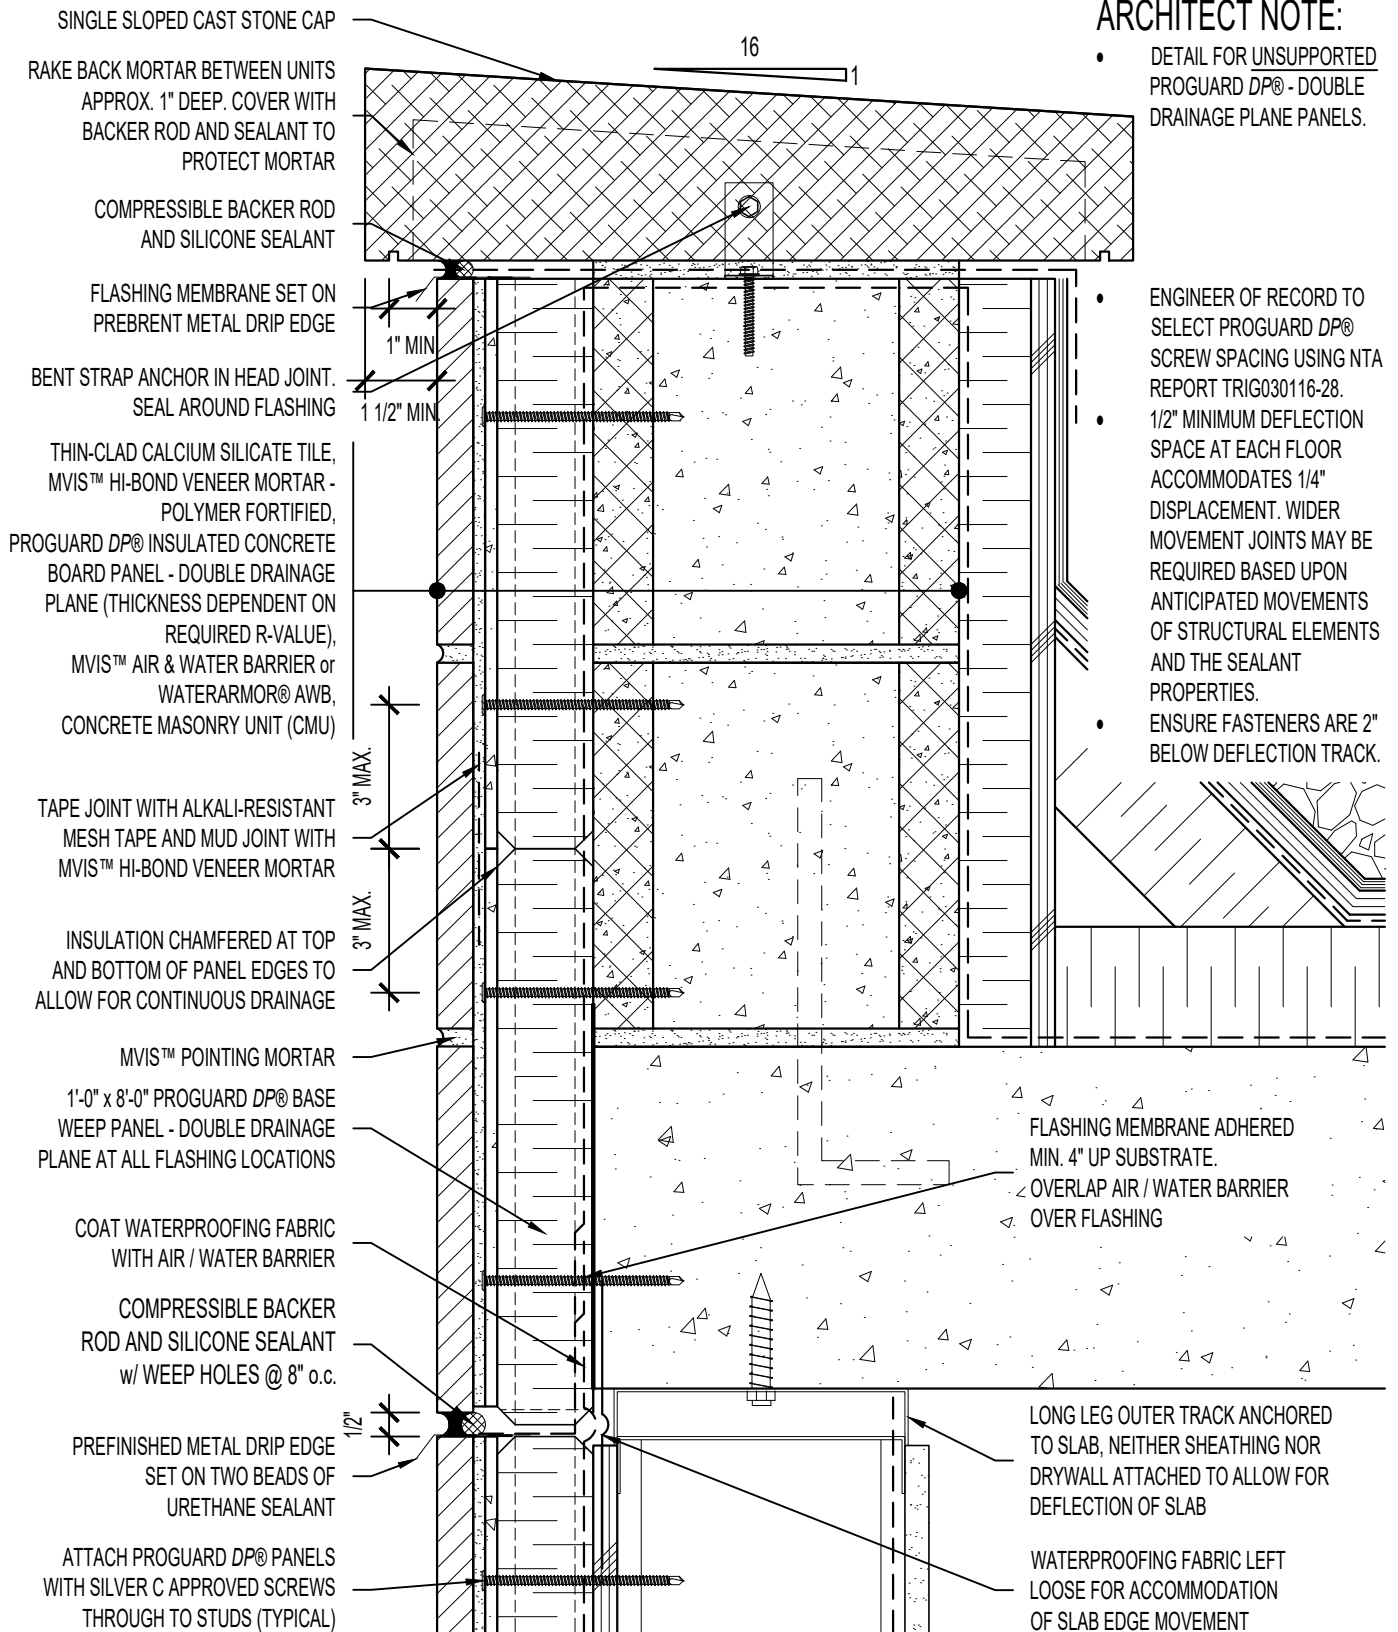 SINGLE SLOPED CAST STONE CAP
RAKE BACK MORTAR BETWEEN UNITS
APPROX. 1" DEEP. COVER WITH
BACKER ROD AND SEALANT TO
PROTECT MORTAR
COMPRESSIBLE BACKER ROD
AND SILICONE SEALANT
FLASHING MEMBRANE SET ON
PREBRENT METAL DRIP EDGE
BENT STRAP ANCHOR IN HEAD JOINT.
SEAL AROUND FLASHING
THIN-CLAD CALCIUM SILICATE TILE,
MVIS™ HI-BOND VENEER MORTAR -
POLYMER FORTIFIED,
PROGUARD DP® INSULATED CONCRETE
BOARD PANEL - DOUBLE DRAINAGE
PLANE (THICKNESS DEPENDENT ON
REQUIRED R-VALUE),
MVIS™ AIR & WATER BARRIER or
WATERARMOR® AWB,
CONCRETE MASONRY UNIT (CMU)
TAPE JOINT WITH ALKALI-RESISTANT
MESH TAPE AND MUD JOINT WITH
MVIS™ HI-BOND VENEER MORTAR
INSULATION CHAMFERED AT TOP
AND BOTTOM OF PANEL EDGES TO
ALLOW FOR CONTINUOUS DRAINAGE
MVIS™ POINTING MORTAR
1'-0" x 8'-0" PROGUARD DP® BASE
WEEP PANEL - DOUBLE DRAINAGE
PLANE AT ALL FLASHING LOCATIONS
COAT WATERPROOFING FABRIC
WITH AIR / WATER BARRIER
COMPRESSIBLE BACKER
ROD AND SILICONE SEALANT
w/ WEEP HOLES @ 8" o.c.
PREFINISHED METAL DRIP EDGE
SET ON TWO BEADS OF
URETHANE SEALANT
ATTACH PROGUARD DP® PANELS
WITH SILVER C APPROVED SCREWS
THROUGH TO STUDS (TYPICAL)
16
1
1" MIN.
1 1/2" MIN.
3" MAX.
3" MAX.
1/2"
ARCHITECT NOTE:
• DETAIL FOR UNSUPPORTED
PROGUARD DP® - DOUBLE
DRAINAGE PLANE PANELS.
• ENGINEER OF RECORD TO
SELECT PROGUARD DP®
SCREW SPACING USING NTA
REPORT TRIG030116-28.
• 1/2" MINIMUM DEFLECTION
SPACE AT EACH FLOOR
ACCOMMODATES 1/4"
DISPLACEMENT. WIDER
MOVEMENT JOINTS MAY BE
REQUIRED BASED UPON
ANTICIPATED MOVEMENTS
OF STRUCTURAL ELEMENTS
AND THE SEALANT
PROPERTIES.
• ENSURE FASTENERS ARE 2"
BELOW DEFLECTION TRACK.
FLASHING MEMBRANE ADHERED
MIN. 4" UP SUBSTRATE.
OVERLAP AIR / WATER BARRIER
OVER FLASHING
LONG LEG OUTER TRACK ANCHORED
TO SLAB, NEITHER SHEATHING NOR
DRYWALL ATTACHED TO ALLOW FOR
DEFLECTION OF SLAB
WATERPROOFING FABRIC LEFT
LOOSE FOR ACCOMMODATION
OF SLAB EDGE MOVEMENT